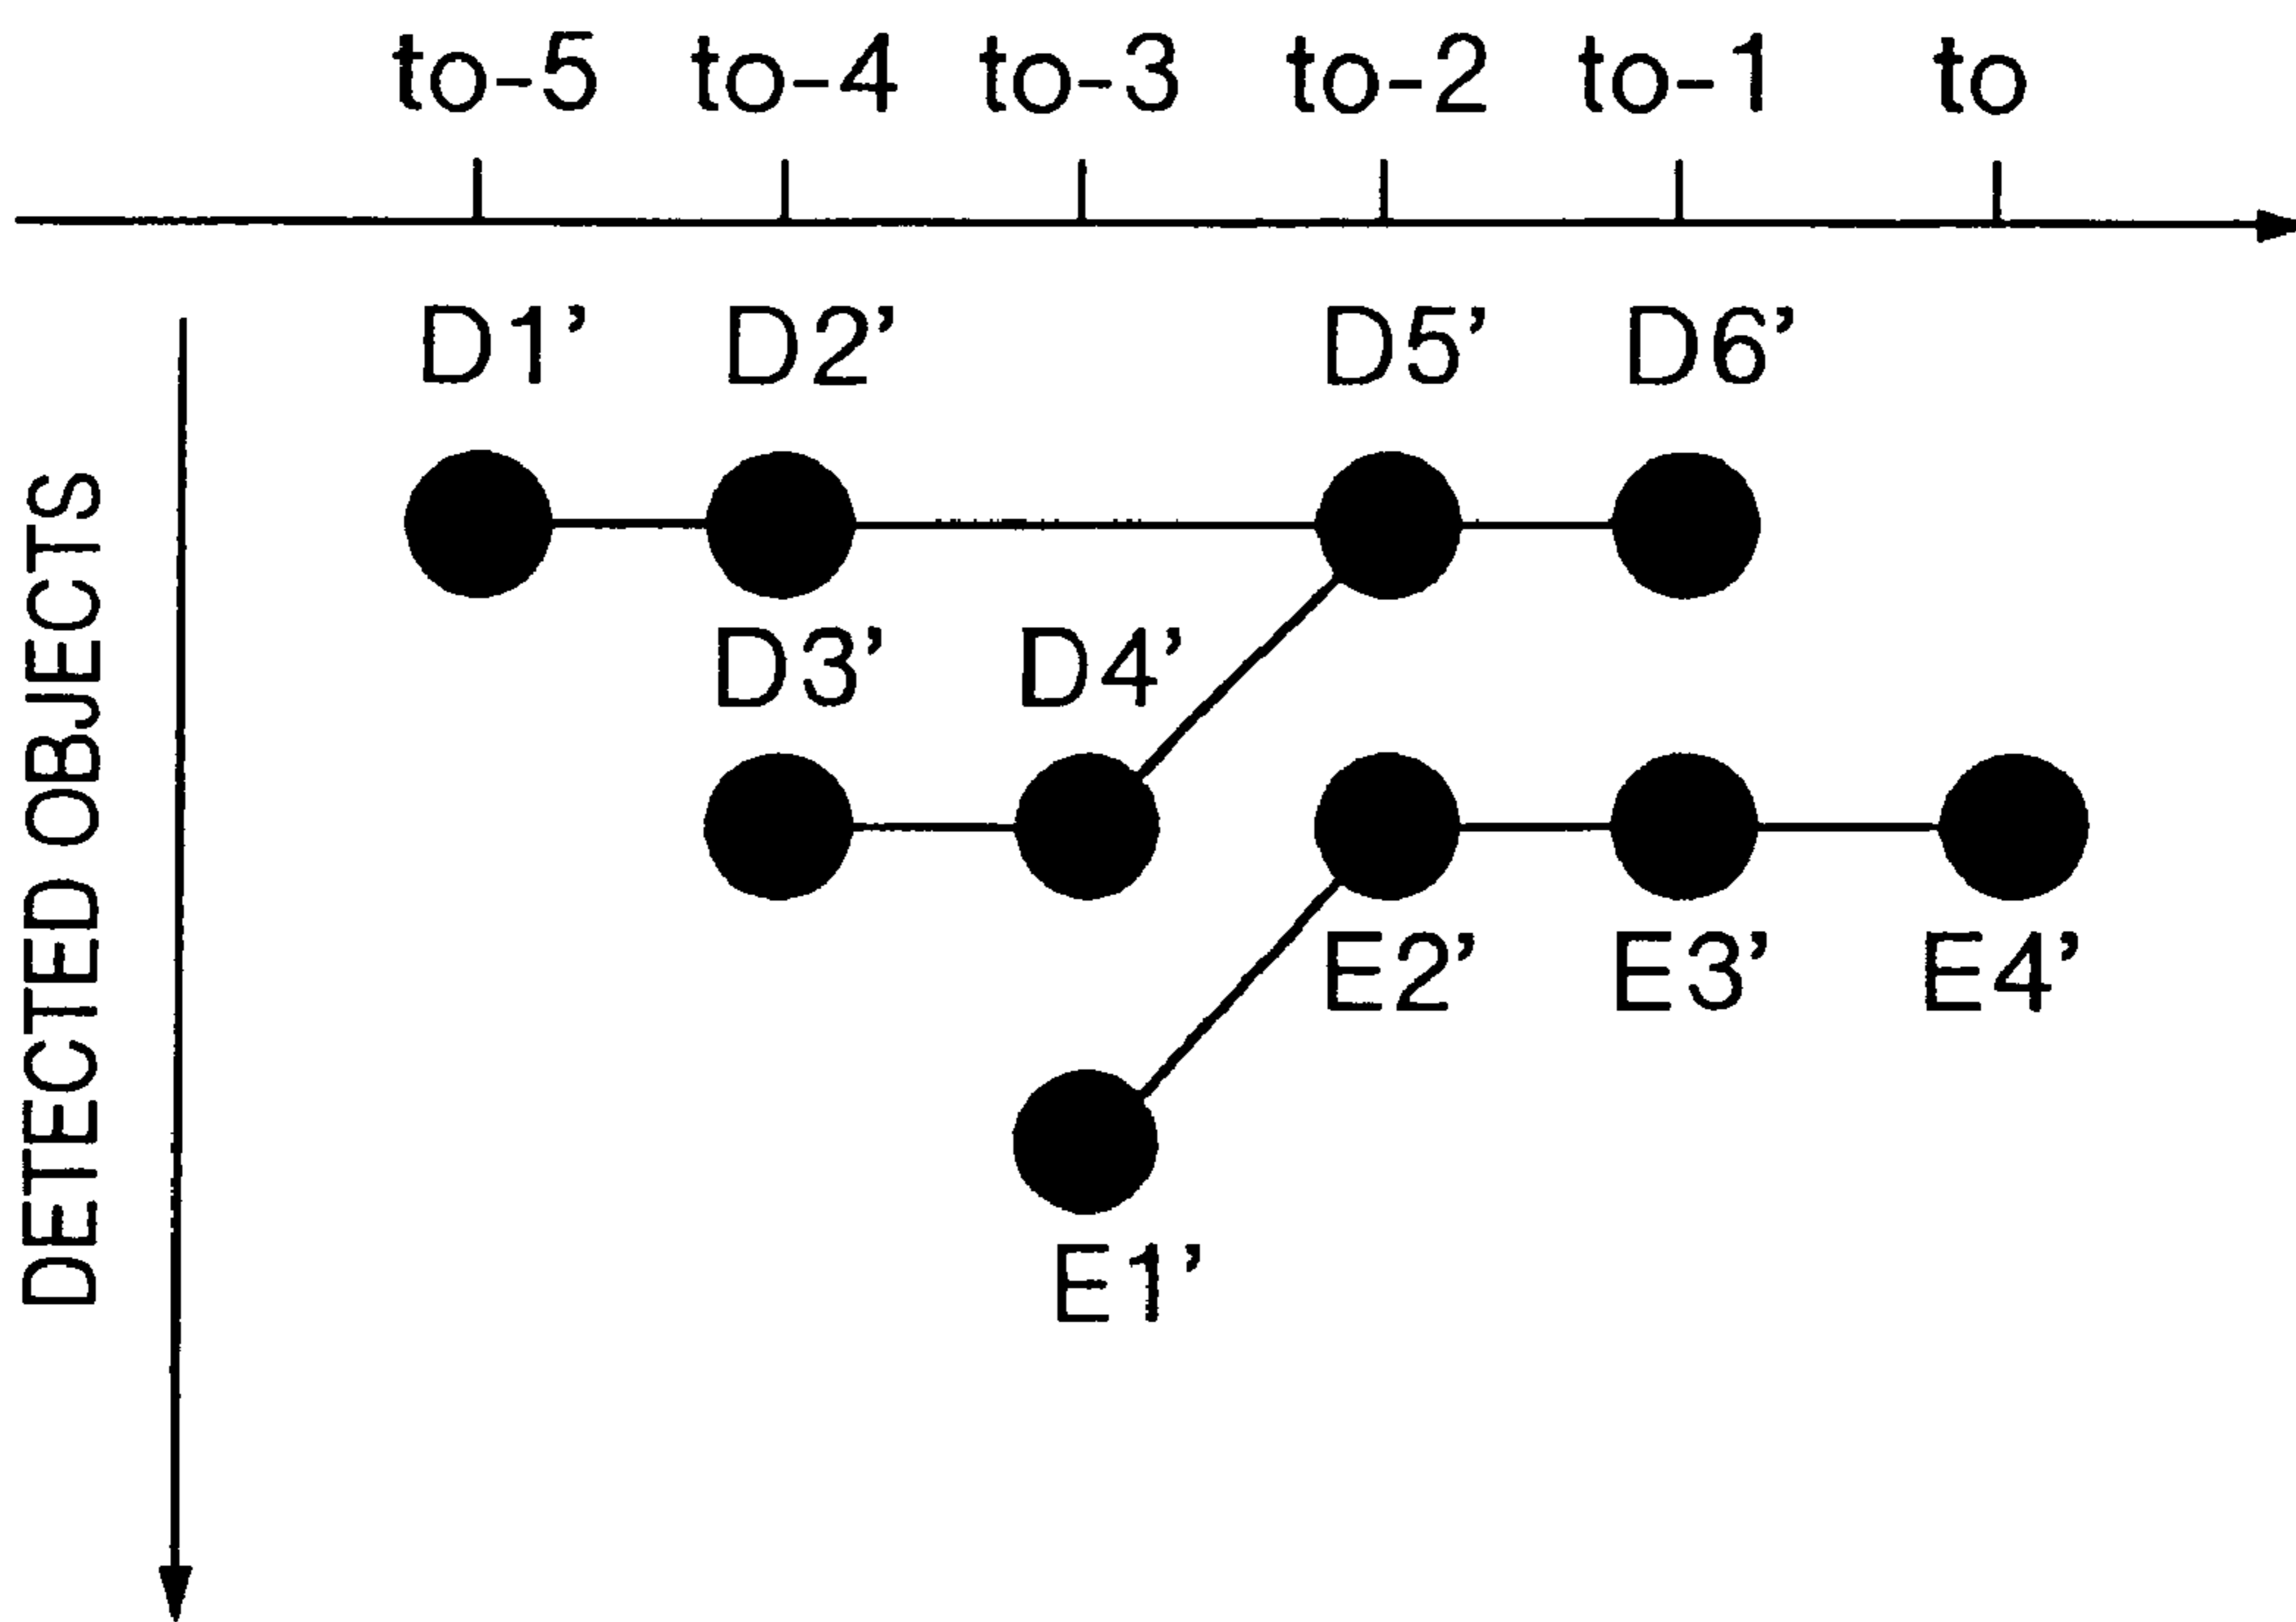 to-5 to-4 to-3 to-2 to-1 to
D1’ D2’ D5’ D6’
D3’ D4’
E2’ E3’ E4’
E1’
DETECTED OBJECTS